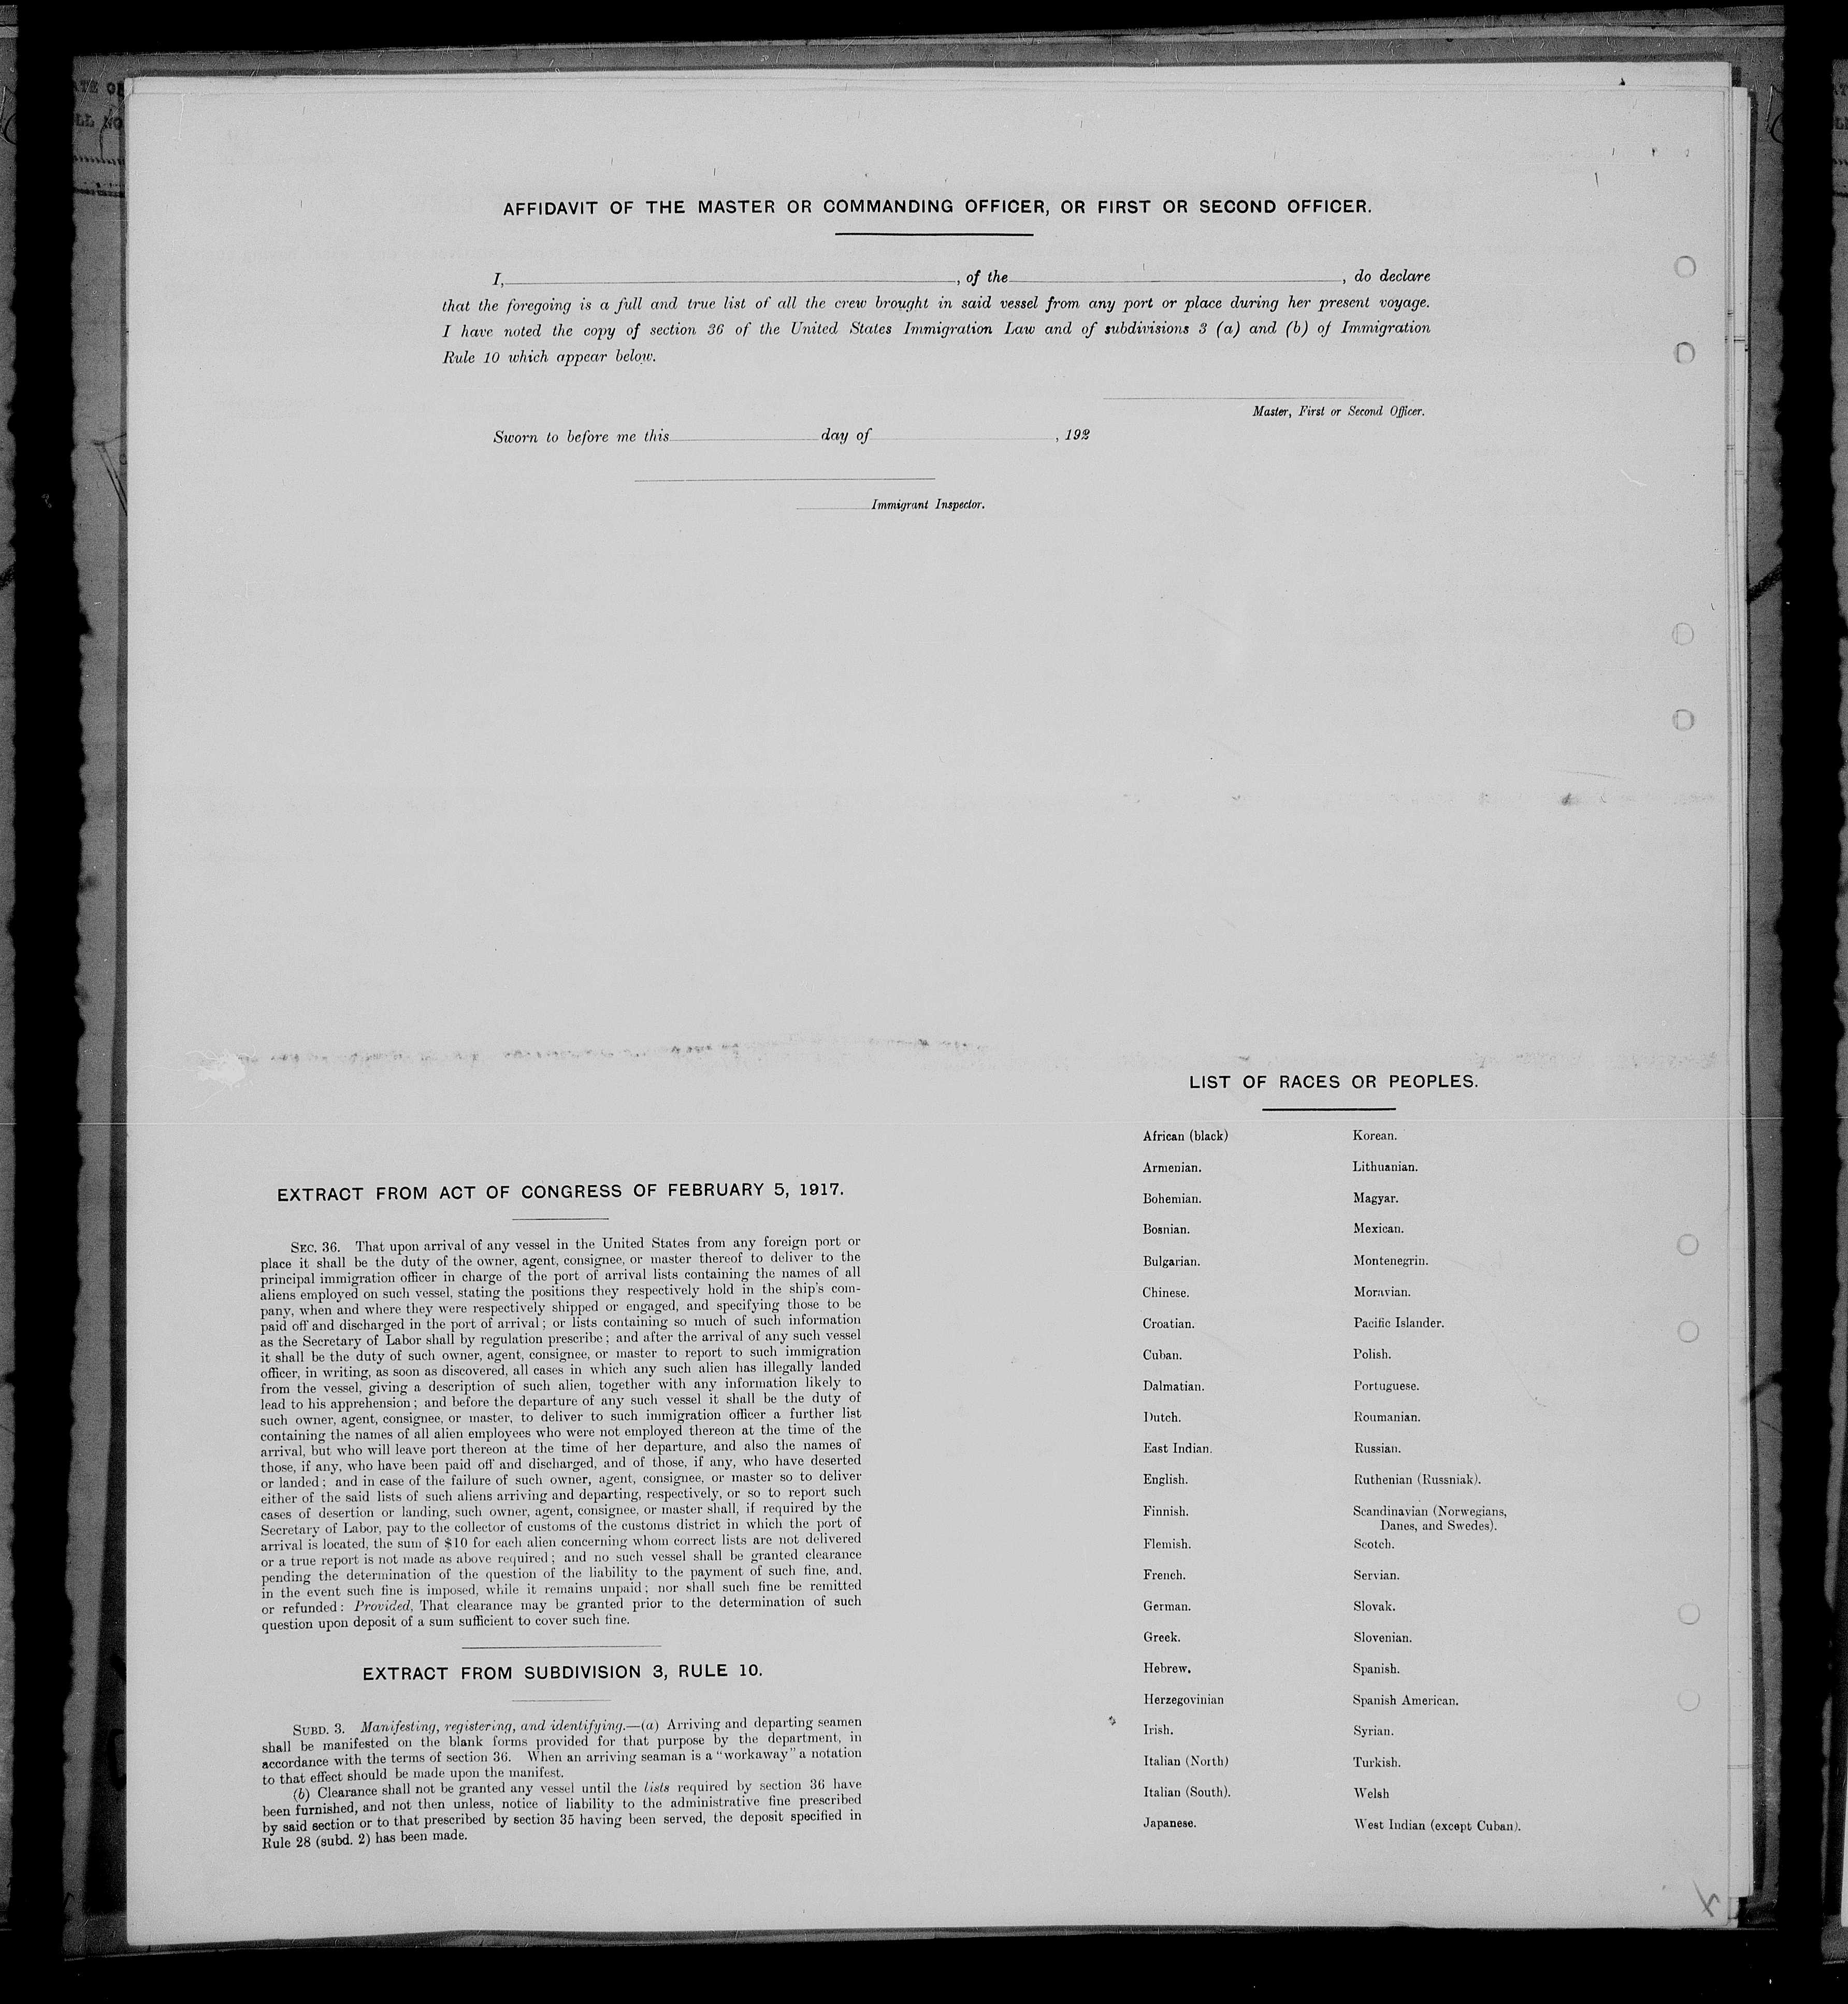 AFFIDAVIT OF THE MASTER OR COMMANDING OFFICER, OR FIRST OR SECOND OFFICER.
I, , of the , do declare
that the foregoing is a full and true list of all the crew brought in said vessel from any port or place during her present voyage.
I have noted the copy of section 36 of the United States Immigration Law and of subdivisions 3 (a) and (b) of Immigration
Rule 10 which appear below.
Master, First or Second Officer.
Sworn to before me this day of , 192
Immigrant Inspector.
EXTRACT FROM ACT OF CONGRESS OF FEBRUARY 5, 1917.
SEC. 36. That upon arrival of any vessel in the United States from any foreign port or
place it shall be the duty of the owner, agent, consignee, or master thereof to deliver to the
principal immigration officer in charge of the port of arrival lists containing the names of all
aliens employed on such vessel, stating the positions they respectively hold in the ship's com-
pany, when and where they were respectively shipped or engaged, and specifying those to be
paid off and discharged in the port of arrival; or lists containing so much of such information
as the Secretary of Labor shall by regulation prescribe; and after the arrival of any such vessel
it shall be the duty of such owner, agent, consignee, or master to report to such immigration
officer, in writing, as soon as discovered, all cases in which any such alien has illegally landed
from the vessel, giving a description of such alien, together with any information likely to
lead to his apprehension; and before the departure of any such vessel it shall be the duty of
such owner, agent, consignee, or master, to deliver to such immigration officer a further list
containing the names of all alien employees who were not employed thereon at the time of the
arrival, but who will leave port thereon at the time of her departure, and also the names of
those, if any, who have been paid off and discharged, and of those, if any, who have deserted
or landed; and in case of the failure of such owner, agent, consignee, or master so to deliver
either of the said lists of such aliens arriving and departing, respectively, or so to report such
cases of desertion or landing, such owner, agent, consignee, or master shall, if required by the
Secretary of Labor, pay to the collector of customs of the customs district in which the port of
arrival is located, the sum of $10 for each alien concerning whom correct lists are not delivered
or a true report is not made as above required; and no such vessel shall be granted clearance
pending the determination of the question of the liability to the payment of such fine, and,
in the event such fine is imposed, while it remains unpaid; nor shall such fine be remitted
or refunded: Provided, That clearance may be granted prior to the determination of such
question upon deposit of a sum sufficient to cover such fine.
EXTRACT FROM SUBDIVISION 3, RULE 10.
SUBD. 3. Manifesting, registering, and identifying.—(a) Arriving and departing seamen
shall be manifested on the blank forms provided for that purpose by the department, in
accordance with the terms of section 36. When an arriving seaman is a "workaway" a notation
to that effect should be made upon the manifest.
(b) Clearance shall not be granted any vessel until the lists required by section 36 have
been furnished, and not then unless, notice of liability to the administrative fine prescribed
by said section or to that prescribed by section 35 having been served, the deposit specified in
Rule 28 (subd. 2) has been made.
LIST OF RACES OR PEOPLES.
African (black)
Armenian.
Bohemian.
Bosnian.
Bulgarian.
Chinese.
Croatian.
Cuban.
Dalmatian.
Dutch.
East Indian.
English.
Finnish.
Flemish.
French.
German.
Greek.
Hebrew.
Herzegovinian
Irish.
Italian (North)
Italian (South).
Japanese.
Korean.
Lithuanian.
Magyar.
Mexican.
Montenegrin.
Moravian.
Pacific Islander.
Polish.
Portuguese.
Roumanian.
Russian.
Ruthenian (Russniak).
Scandinavian (Norwegians,
Danes, and Swedes).
Scotch.
Servian.
Slovak.
Slovenian.
Spanish.
Spanish American.
Syrian.
Turkish.
Welsh
West Indian (except Cuban).